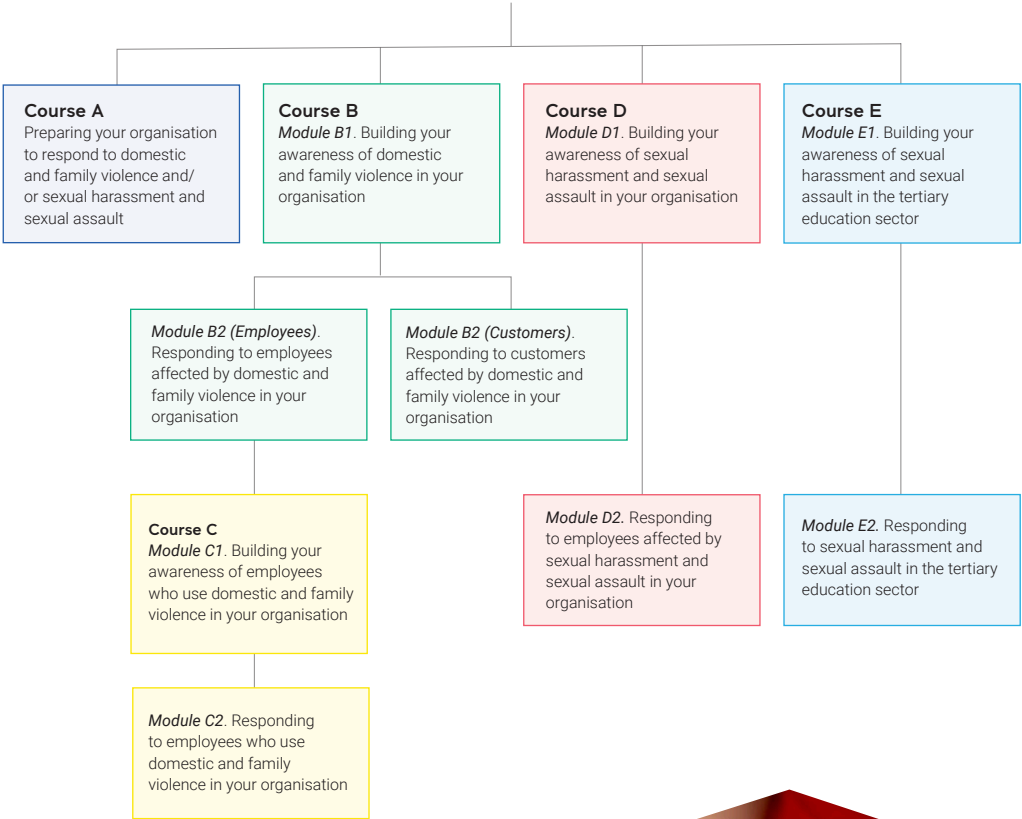 Course A
Preparing your organisation
to respond to domestic
and family violence and/
or sexual harassment and
sexual assault
Course B
Module B1. Building your
awareness of domestic
and family violence in your
organisation
Course D
Module D1. Building your
awareness of sexual
harassment and sexual
assault in your organisation
Course E
Module E1. Building your
awareness of sexual
harassment and sexual
assault in the tertiary
education sector
Module B2 (Employees).
Responding to employees
affected by domestic and
family violence in your
organisation
Module B2 (Customers).
Responding to customers
affected by domestic and
family violence in your
organisation
Course C
Module C1. Building your
awareness of employees
who use domestic and family
violence in your organisation
Module D2. Responding
to employees affected by
sexual harassment and
sexual assault in your
organisation
Module E2. Responding
to sexual harassment and
sexual assault in the tertiary
education sector
Module C2. Responding
to employees who use
domestic and family
violence in your organisation